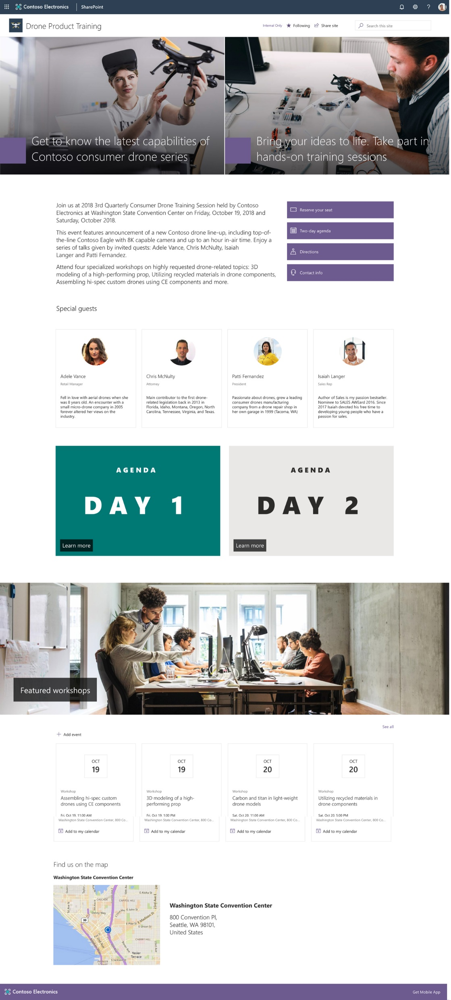 Contoso Electronics
SharePoint
Drone Product Training
Internal Only
Following
Share site
Search this site
Get to know the latest capabilities of
Contoso consumer drone series
Bring your ideas to life. Take part in
hands-on training sessions
Join us at 2018 3rd Quarterly Consumer Drone Training Session held by Contoso
Electronics at Washington State Convention Center on Friday, October 19, 2018 and
Saturday, October 2018.
This event features announcement of a new Contoso drone line-up, including top-of-
the-line Contoso Eagle with 8K capable camera and up to an hour in-air time. Enjoy a
series of talks given by invited quests: Adele Vance, Chris McNulty, Isaiah
Langer and Patti Fernandez.
Attend four specialized workshops on highly requested drone-related topics: 3D
modeling of a high-performing prop, Utilizing recycled materials in drone components,
Assembling hi-spec custom drones using CE components and more.
Reserve your seat
Two-day agenda
Directions
Contact info
Special guests
Adele Vance
Retail Manager
Fell in love with aerial drones when she
was 8 years old. An encounter with a
small micro-drone company in 2005
forever altered her views on the
industry.
Chris McNulty
Attorney
Main contributor to the first drone-
related legislation back in 2013 in
Florida, Idaho, Montana, Oregon, North
Carolina, Tennessee, Virginia, and Texas.
Patti Fernandez
President
Passionate about drones, grew a leading
consumer drones manufacturing
company from a drone repair shop in
her own garage in 1999 (Tacoma, WA)
Isaiah Langer
Sales Rep
Author of Sales is my passion bestseller.
Nominee to SALES AWEard 2016. Since
2017 Isaiah devoted his free time to
developing young people who have a
passion for sales.
AGENDA
DAY 1
Learn more
AGENDA
DAY 2
Learn more
Featured workshops
See all
Add event
OCT
19
Workshop
Assembling hi-spec custom
drones using CE components
Fri, Oct 19, 11:00 AM
Washington State Convention Center, 800 Co...
Add to my calendar
OCT
19
Workshop
3D modeling of a high-
performing prop
Fri, Oct 19, 1:00 PM
Washington State Convention Center, 800 Co...
Add to my calendar
OCT
20
Workshop
Carbon and titan in light-weight
drone models
Sat, Oct 20, 11:00 AM
Washington State Convention Center, 800 Co...
Add to my calendar
OCT
20
Workshop
Utilizing recycled materials in
drone components
Sat, Oct 20, 5:00 PM
Washington State Convention Center, 800 Co...
Add to my calendar
Find us on the map
Washington State Convention Center
E Aloha St
CASCADE
CAPITOL HILL
10th Av
23rd Ave E
1st Ave N
9th Ave N
Denny Way
E Olive Way
E John St
E Madison St
99
E Pike St
E Union St
2nd Ave
Alaskan Way
CHERRY HILL
Boren Ave
23rd Ave
Yesler
Terrace
S Jackson St
PIONEER
SQUARE
Washington State Convention Center
800 Convention Pl,
Seattle, WA 98101,
United States
Contoso Electronics
Get Mobile App